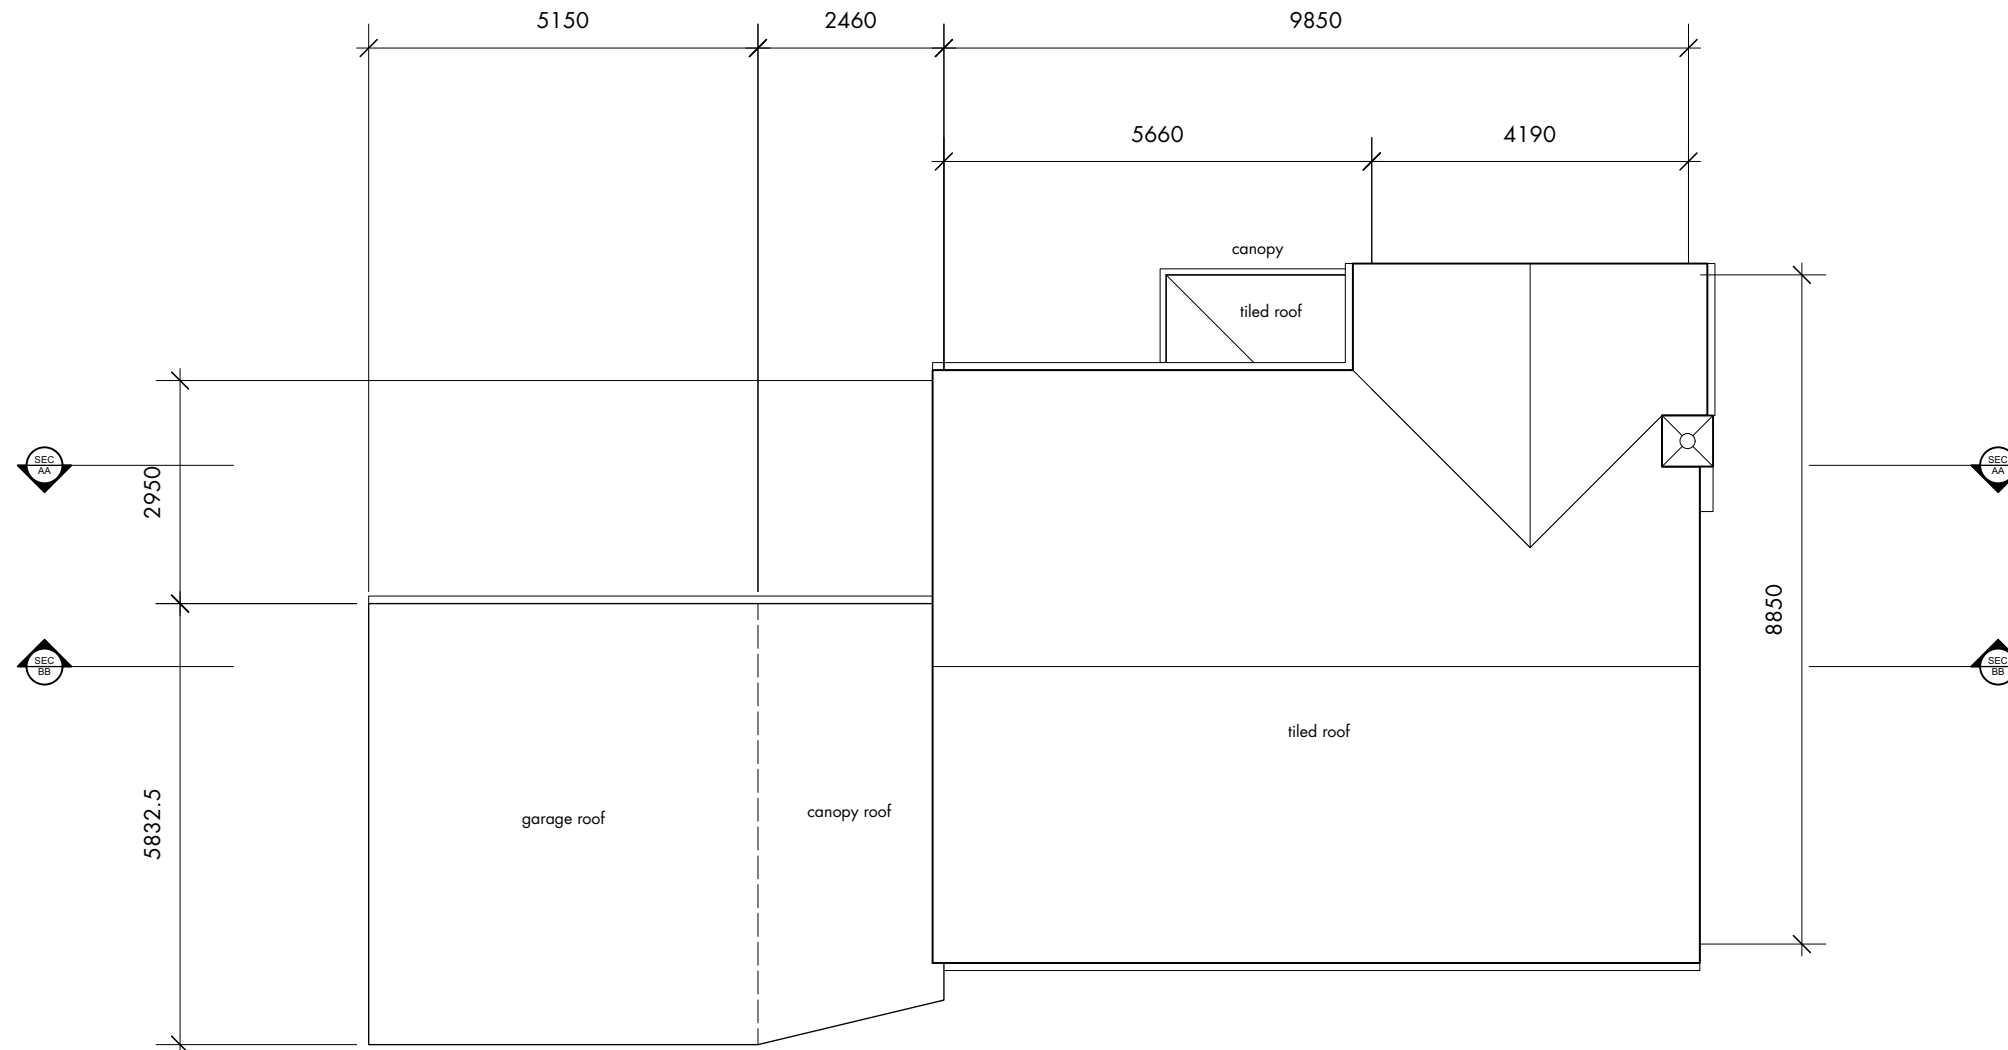 5150
2460
9850
5660
4190
canopy
tiled roof
SEC
AA
2950
SEC
AA
8850
SEC
BB
SEC
BB
tiled roof
5832.5
garage roof
canopy roof